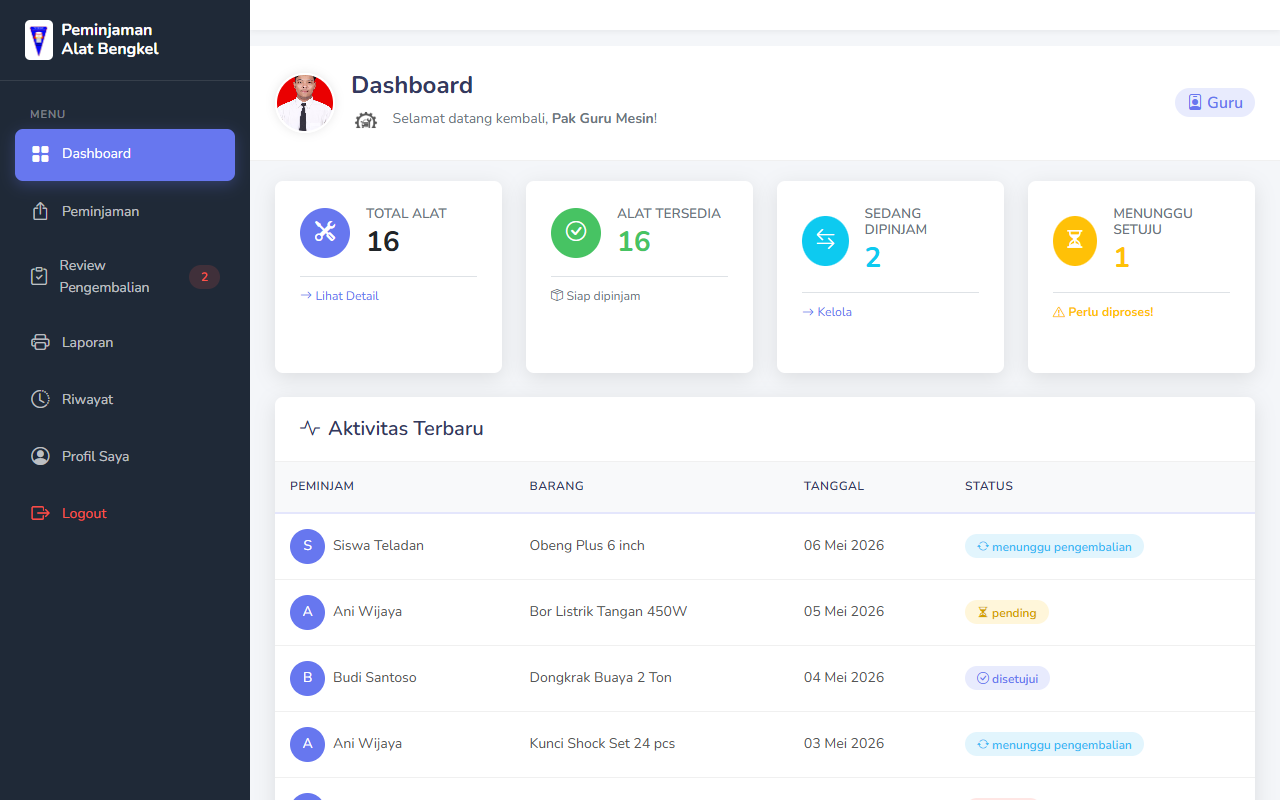 Peminjaman
Alat Bengkel
MENU
Dashboard
Peminjaman
Review
Pengembalian
2
Laporan
Riwayat
Profil Saya
Logout
Dashboard
Selamat datang kembali, Pak Guru Mesin!
Guru
TOTAL ALAT
16
Lihat Detail
ALAT TERSEDIA
16
Siap dipinjam
SEDANG
DIPINJAM
2
Kelola
MENUNGGU
SETUJU
1
Perlu diproses!
Aktivitas Terbaru
PEMINJAM BARANG TANGGAL STATUS
S Siswa Teladan Obeng Plus 6 inch 06 Mei 2026 menunggu pengembalian
A Ani Wijaya Bor Listrik Tangan 450W 05 Mei 2026 pending
B Budi Santoso Dongkrak Buaya 2 Ton 04 Mei 2026 disetujui
A Ani Wijaya Kunci Shock Set 24 pcs 03 Mei 2026 menunggu pengembalian